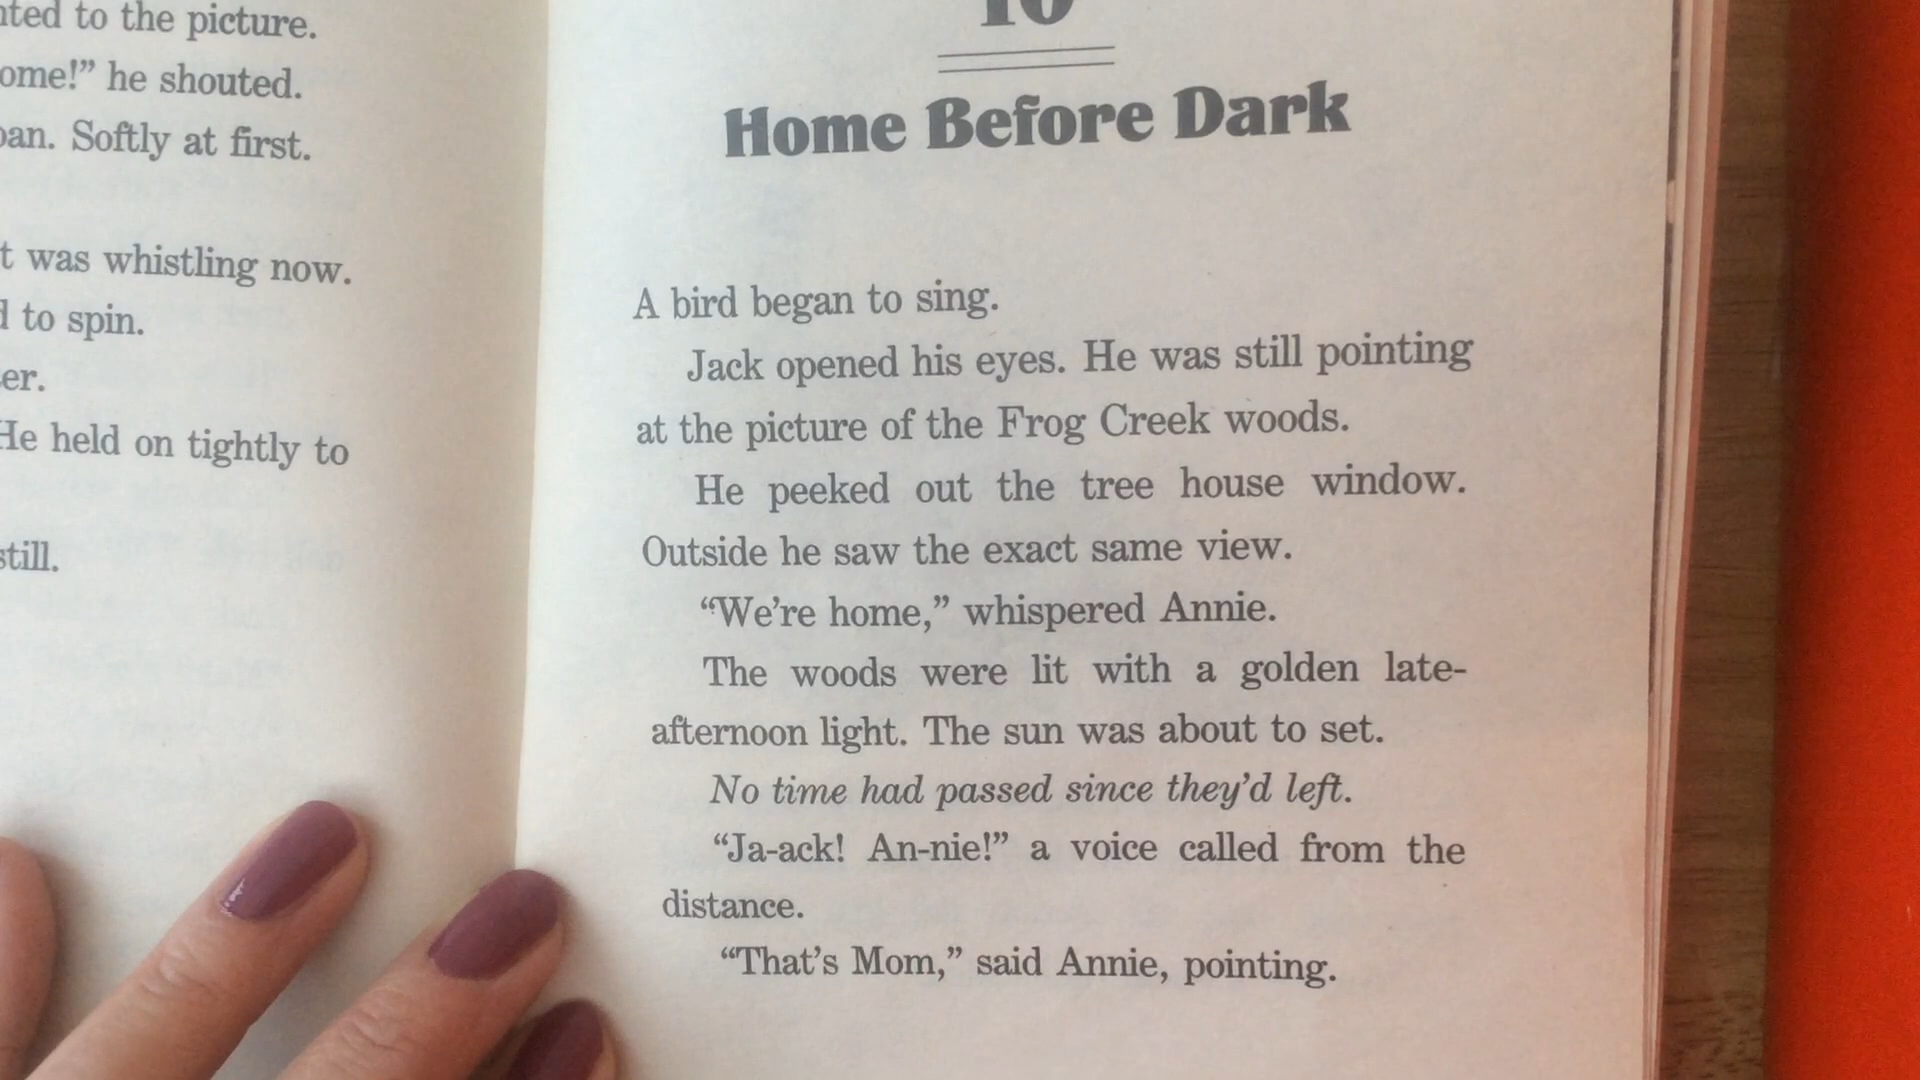 to the picture.
he shouted.
Softly at first.
was whistling now.
to spin.
He held on tightly to
still.
10
Home Before Dark
A bird began to sing.
Jack opened his eyes. He was still pointing
at the picture of the Frog Creek woods.
He peeked out the tree house window.
Outside he saw the exact same view.
“We’re home,” whispered Annie.
The woods were lit with a golden late-
afternoon light. The sun was about to set.
No time had passed since they’d left.
“Ja-ack! An-nie!” a voice called from the
distance.
“That’s Mom,” said Annie, pointing.